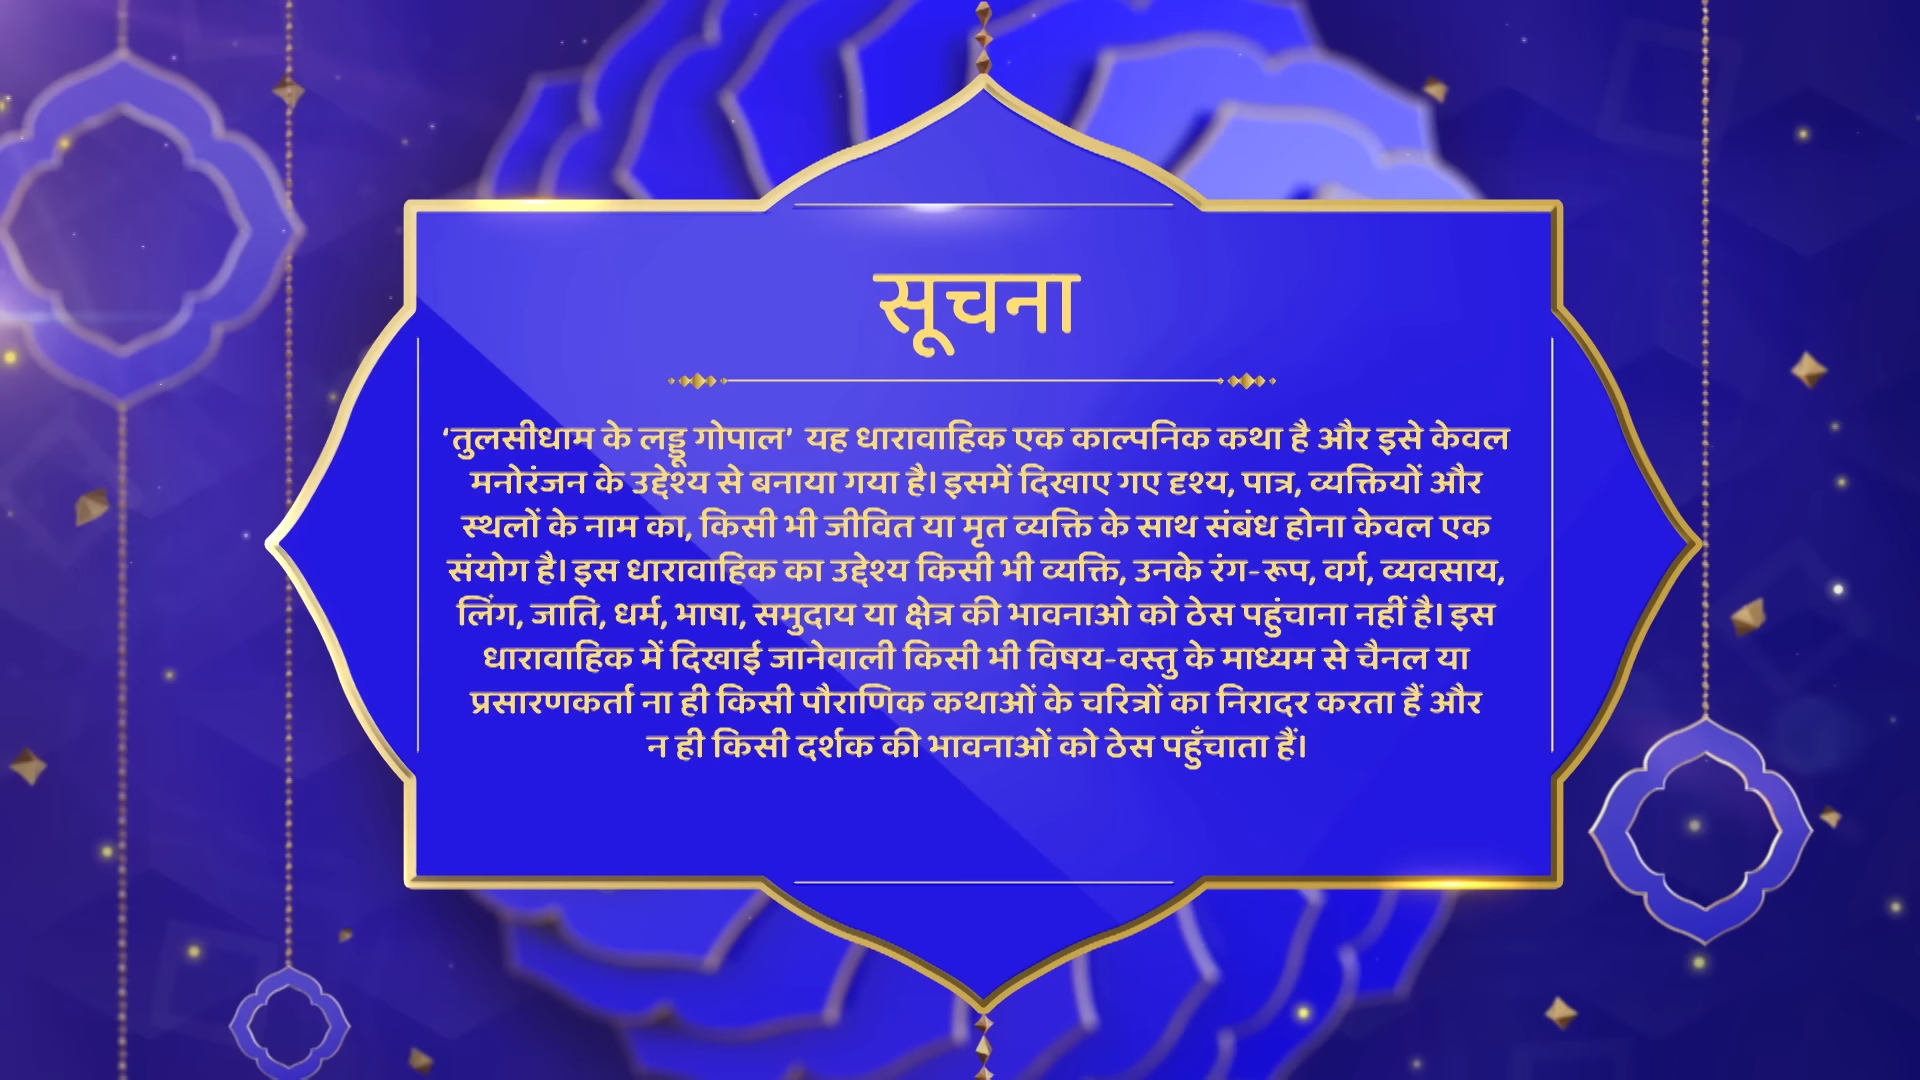 सूचना
‘तुलसीधाम के लड्डू गोपाल’ यह धारावाहिक एक काल्पनिक कथा है और इसे केवल
मनोरंजन के उद्देश्य से बनाया गया है। इसमें दिखाए गए दृश्य, पात्र, व्यक्तियों और
स्थलों के नाम का, किसी भी जीवित या मृत व्यक्ति के साथ संबंध होना केवल एक
संयोग है। इस धारावाहिक का उद्देश्य किसी भी व्यक्ति, उनके रंग-रूप, वर्ग, व्यवसाय,
लिंग, जाति, धर्म, भाषा, समुदाय या क्षेत्र की भावनाओ को ठेस पहुंचाना नहीं है। इस
धारावाहिक में दिखाई जानेवाली किसी भी विषय-वस्तु के माध्यम से चैनल या
प्रसारणकर्ता ना ही किसी पौराणिक कथाओं के चरित्रों का निरादर करता हैं और
न ही किसी दर्शक की भावनाओं को ठेस पहुँचाता हैं।